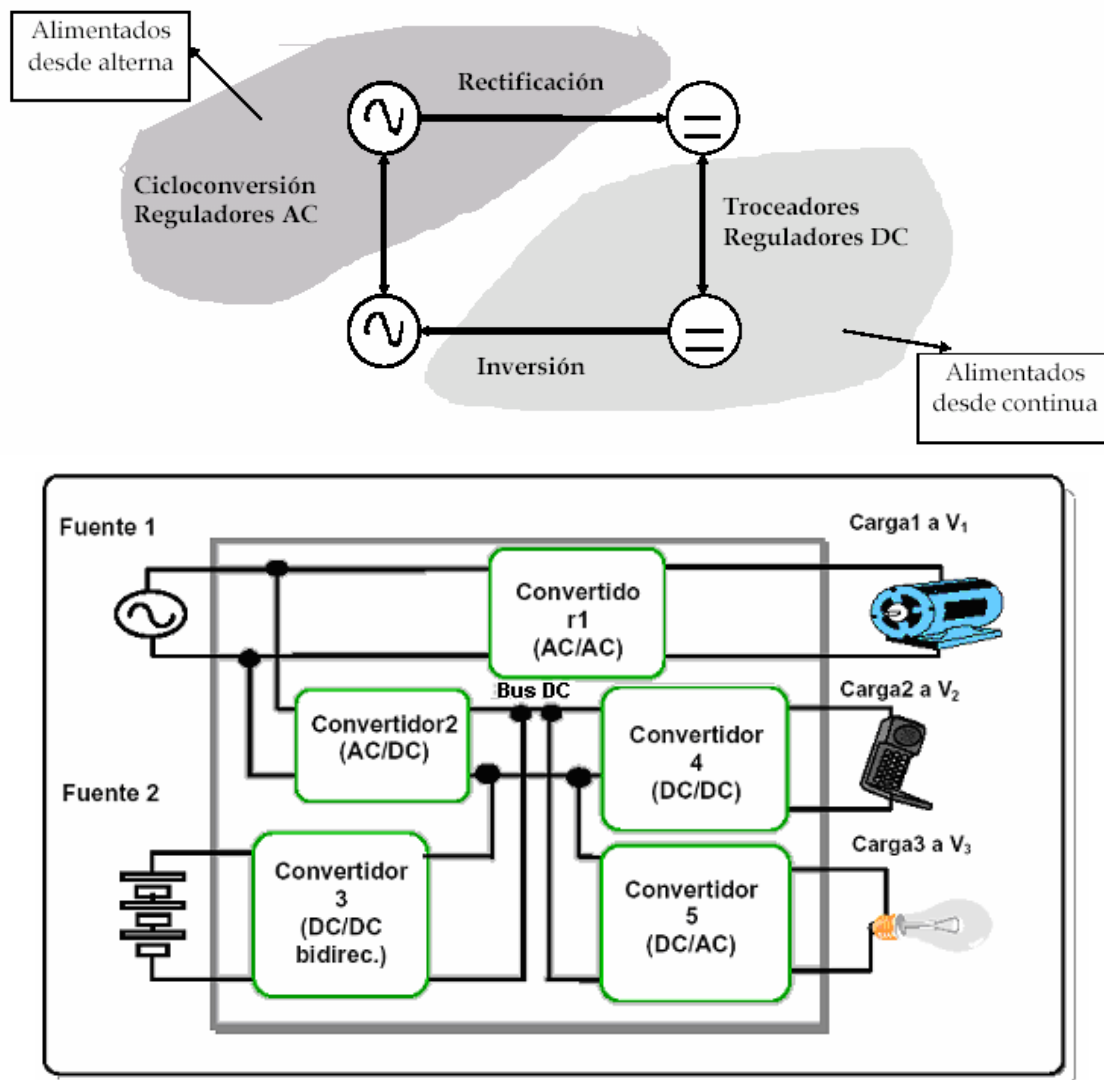 Alimentados
desde alterna
Rectificación
Cicloconversión
Reguladores AC
Troceadores
Reguladores DC
Inversión
Alimentados
desde continua
Fuente 1
Carga1 a V₁
Convertido
r1
(AC/AC)
Bus DC
Carga2 a V₂
Convertidor2
(AC/DC)
Convertidor
4
(DC/DC)
Fuente 2
Carga3 a V₃
Convertidor
3
(DC/DC
bidirec.)
Convertidor
5
(DC/AC)